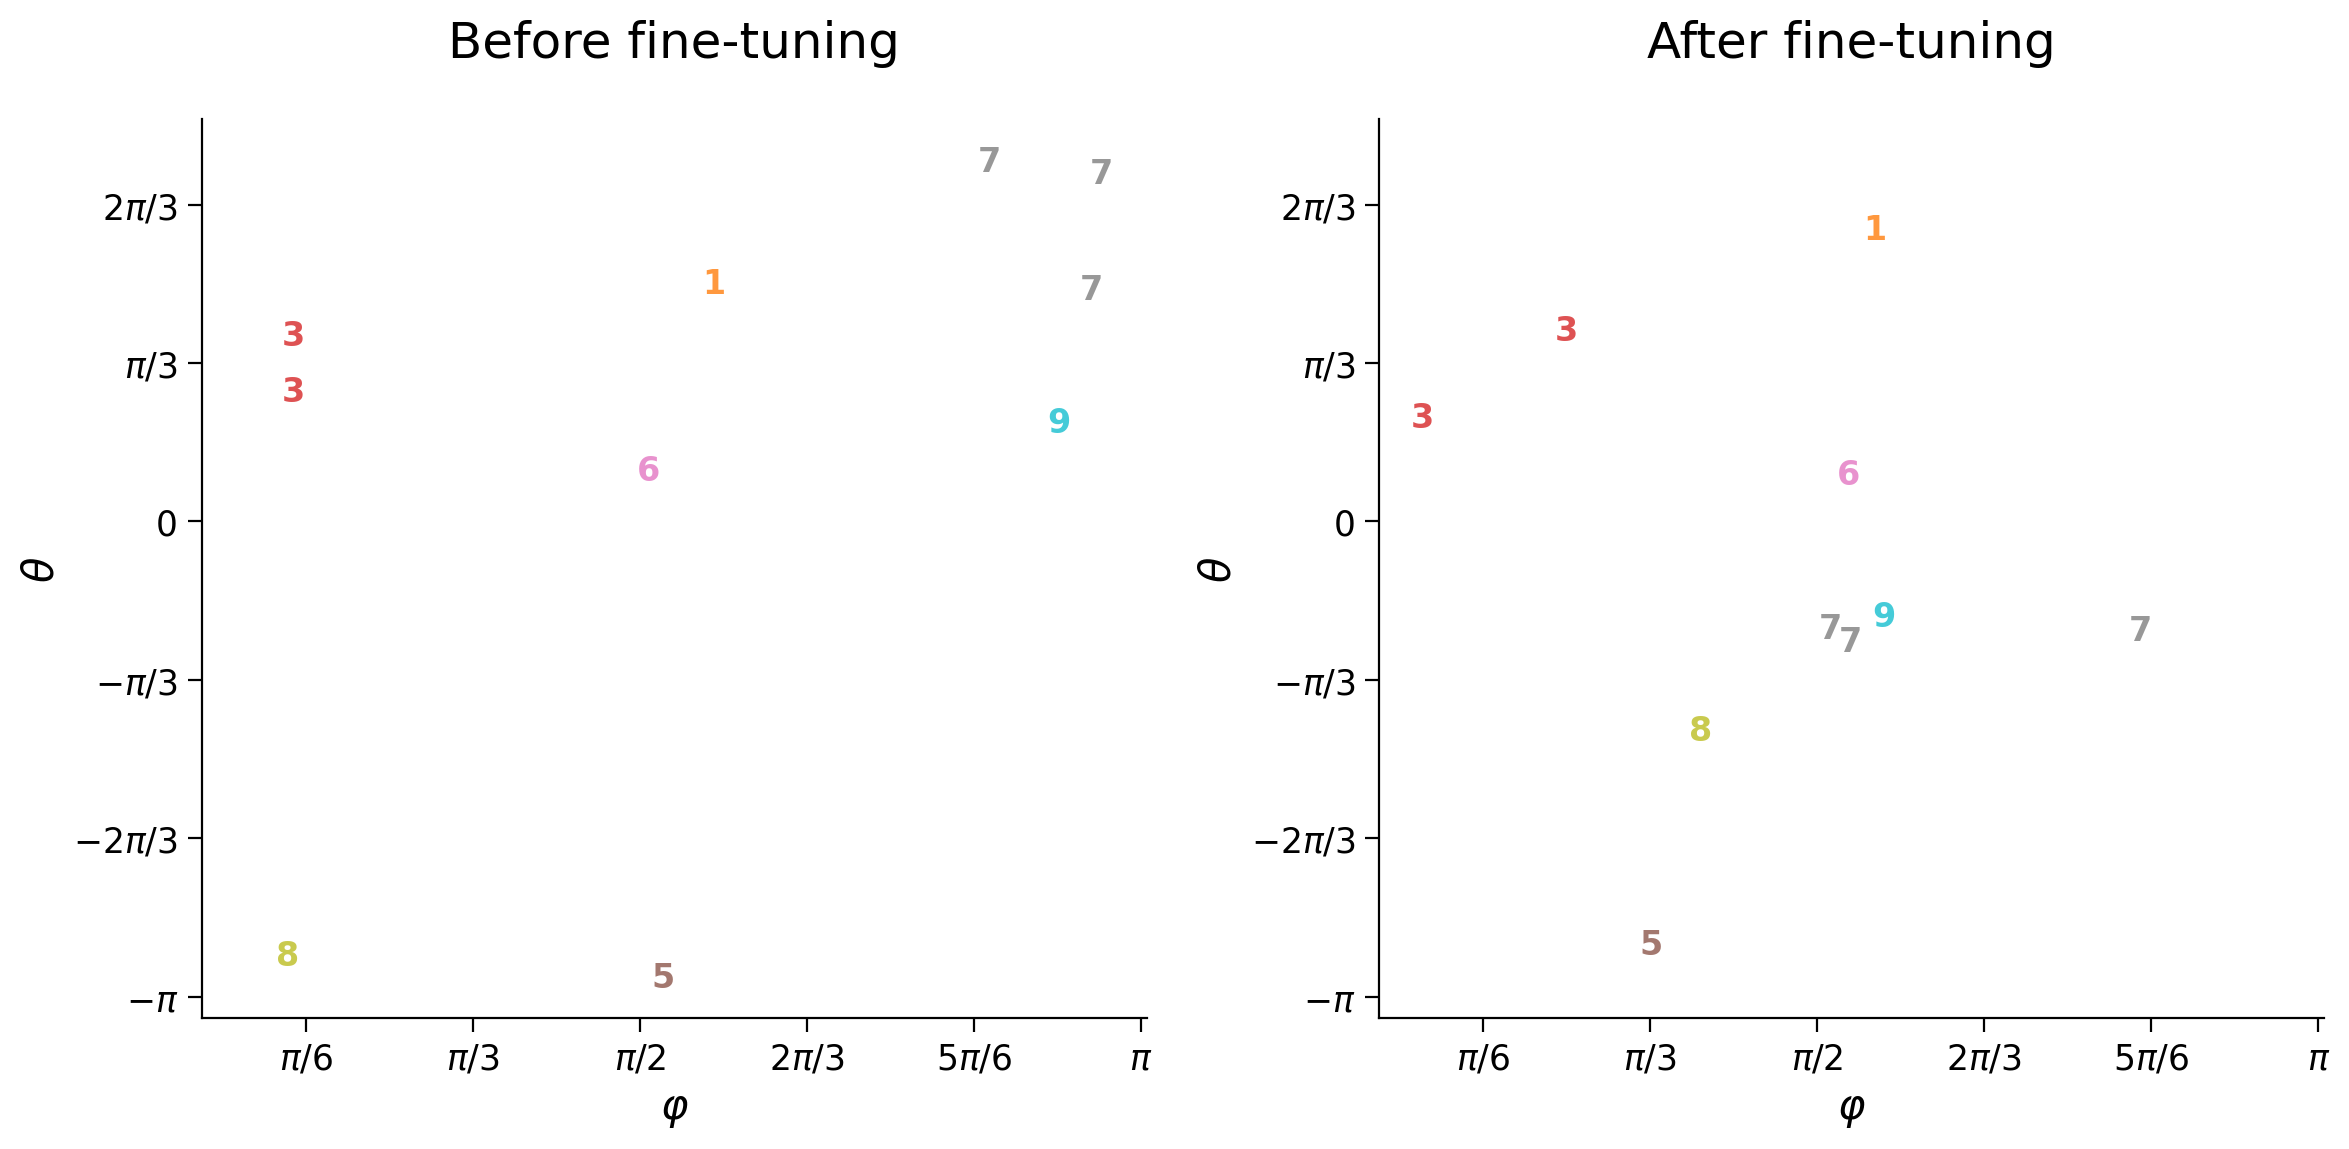 Before fine-tuning
7
7
2π/3
1
7
3
π/3
3
9
6
0
θ
−π/3
−2π/3
8
5
−π
π/6
π/3
π/2
2π/3
5π/6
π
φ
After fine-tuning
2π/3
1
3
π/3
3
6
0
θ
9
7
7
7
−π/3
8
−2π/3
5
−π
π/6
π/3
π/2
2π/3
5π/6
π
φ